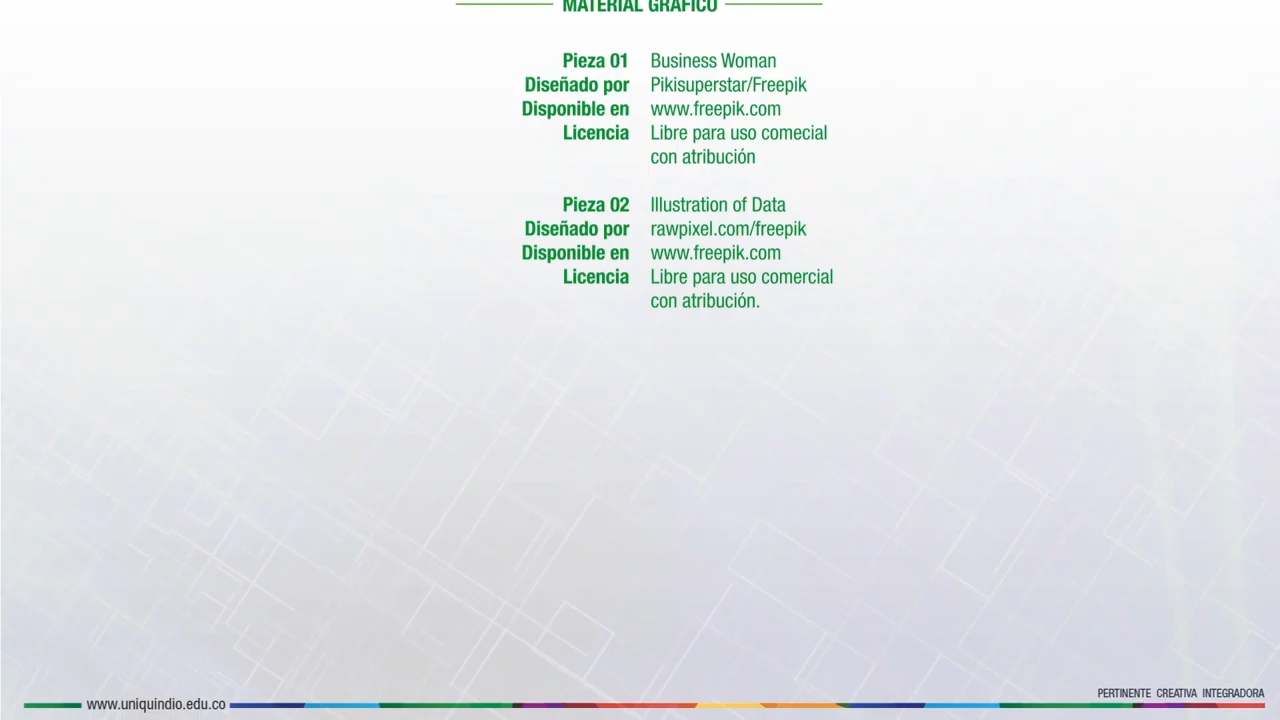 MATERIAL GRÁFICO
Pieza 01 Business Woman
Diseñado por Pikisuperstar/Freepik
Disponible en www.freepik.com
Licencia Libre para uso comecial
con atribución
Pieza 02 Illustration of Data
Diseñado por rawpixel.com/freepik
Disponible en www.freepik.com
Licencia Libre para uso comercial
con atribución.
PERTINENTE CREATIVA INTEGRADORA
www.uniquindio.edu.co